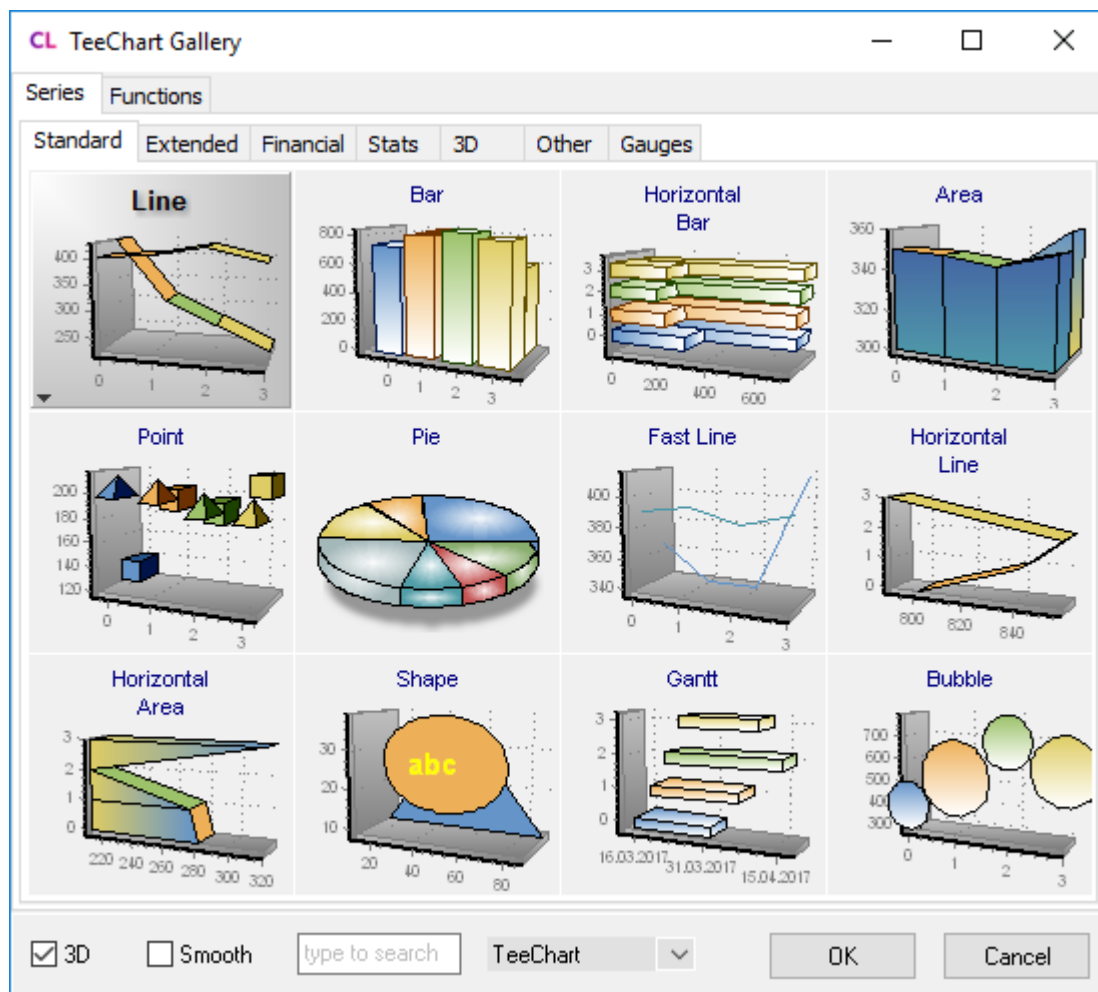 CL TeeChart Gallery
Series Functions
Standard Extended Financial Stats 3D Other Gauges
Line
400
350
300
250
0 1 2 3
Bar
800
600
400
200
0
0 1 2 3
Horizontal
Bar
3
2
1
0
0 200 400 600
Area
360
340
320
300
0 1 2 3
Point
200
180
160
140
120
0 1 2 3
Pie
Fast Line
400
380
360
340
0 1 2 3
Horizontal
Line
3
2
1
0
800 820 840
Horizontal
Area
3
2
1
0
220 240 260 280 300 320
Shape
abc
30
20
10
20 40 60 80
Gantt
3
2
1
0
16.03.2017 31.03.2017 15.04.2017
Bubble
700
600
500
400
300
0 1 2 3
3D Smooth type to search TeeChart OK Cancel